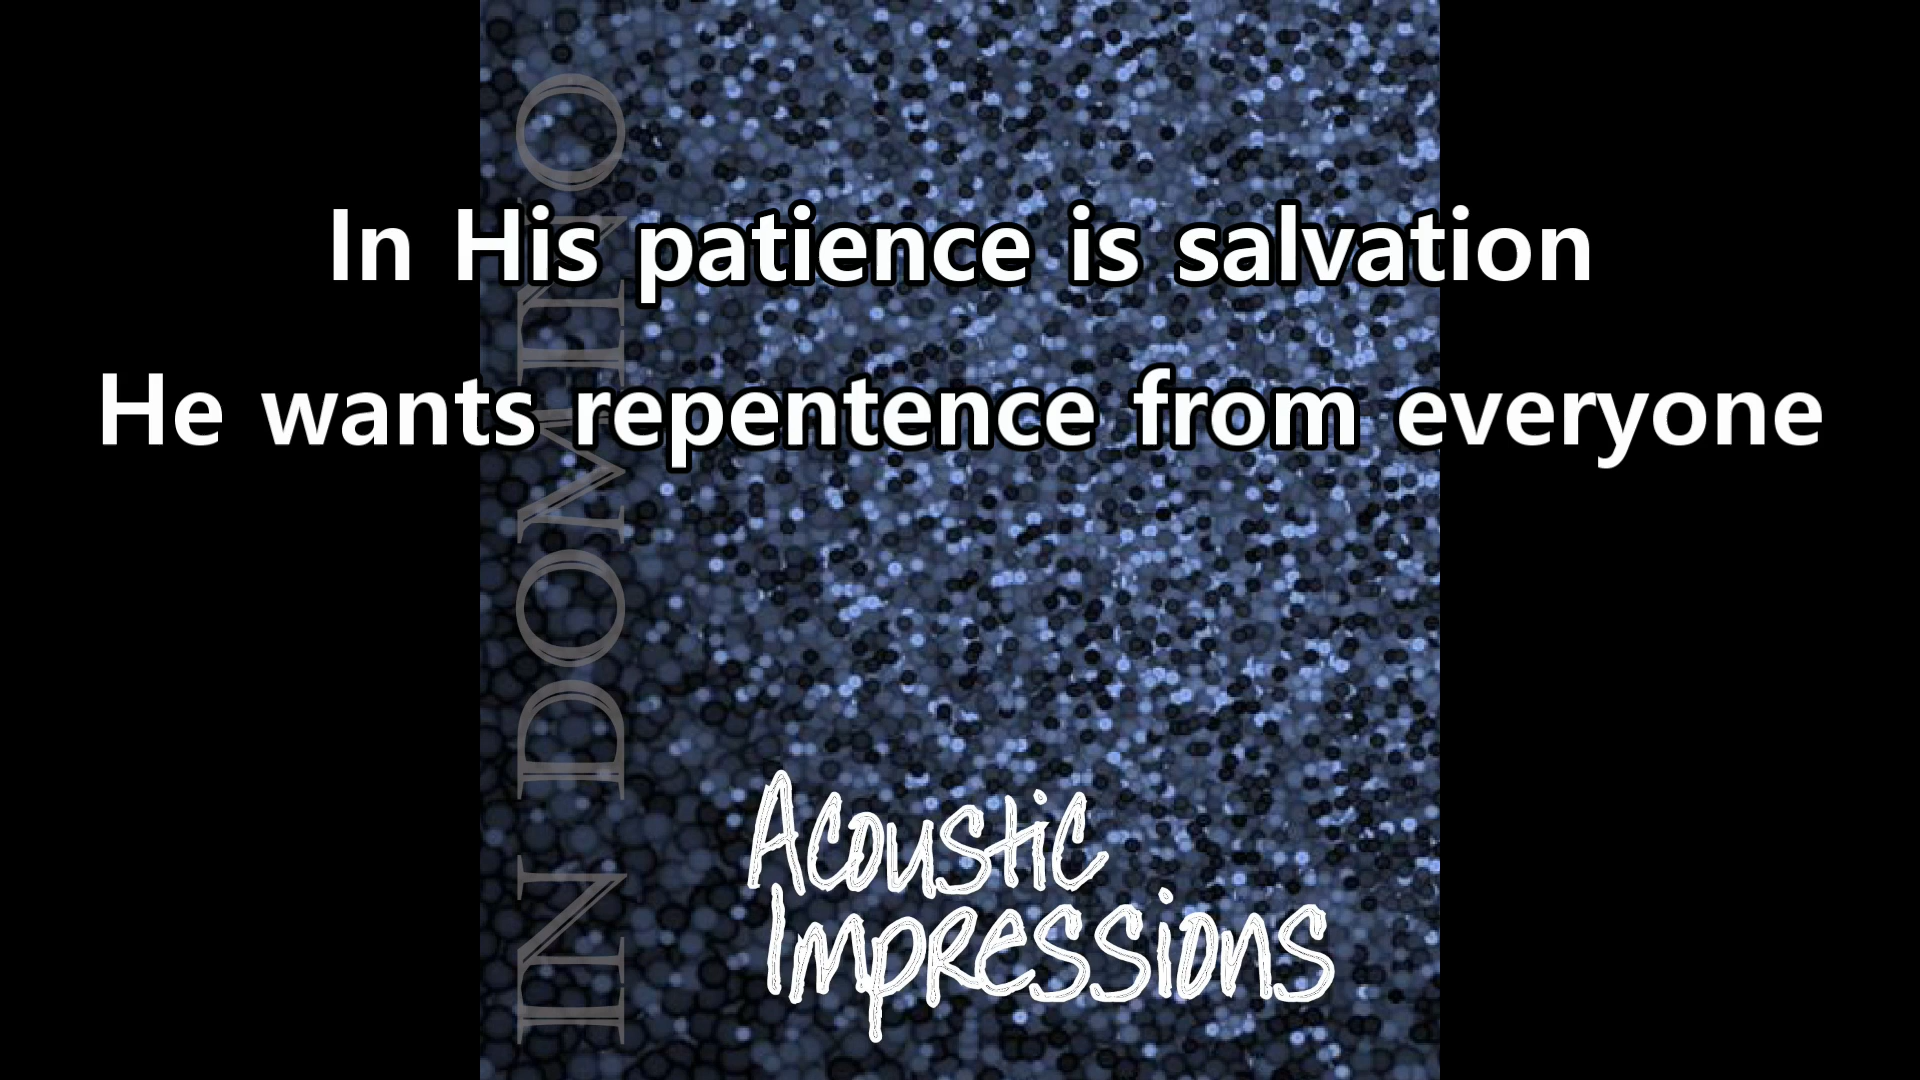 In His patience is salvation
He wants repentence from everyone
IN DOMINO
Acoustic
Impressions